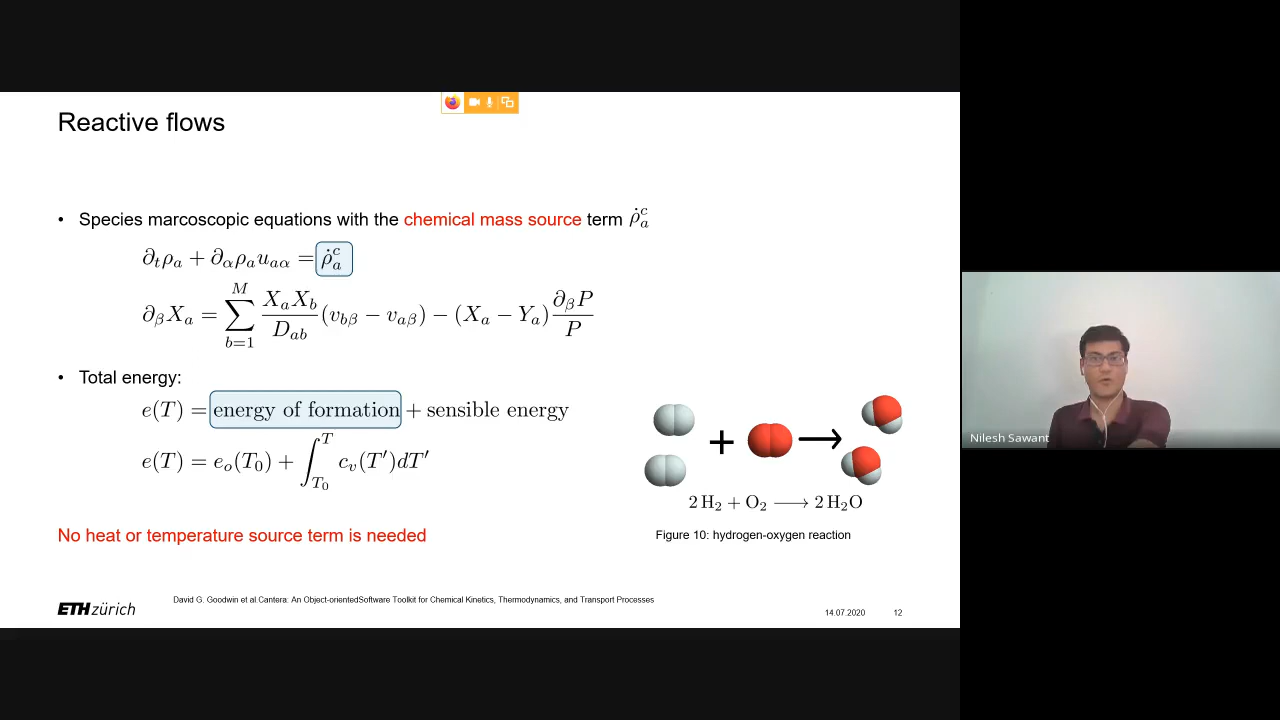 Reactive flows
• Species marcoscopic equations with the chemical mass source term ρ̇ₐᶜ
∂ₜρₐ + ∂_αρₐu_{aα} = ρ̇ₐᶜ
∂_βXₐ = ∑_{b=1}^{M} XₐX_b / D_{ab} (v_{bβ} − v_{aβ}) − (Xₐ − Yₐ) ∂_βP / P
• Total energy:
e(T) = energy of formation + sensible energy
e(T) = eₒ(T₀) + ∫_{T₀}^{T} c_v(T′)dT′
+
2 H₂ + O₂ ⟶ 2 H₂O
No heat or temperature source term is needed
Figure 10: hydrogen-oxygen reaction
David G. Goodwin et al.Cantera: An Object-orientedSoftware Toolkit for Chemical Kinetics, Thermodynamics, and Transport Processes
ETH zürich
14.07.2020 12
Nilesh Sawant